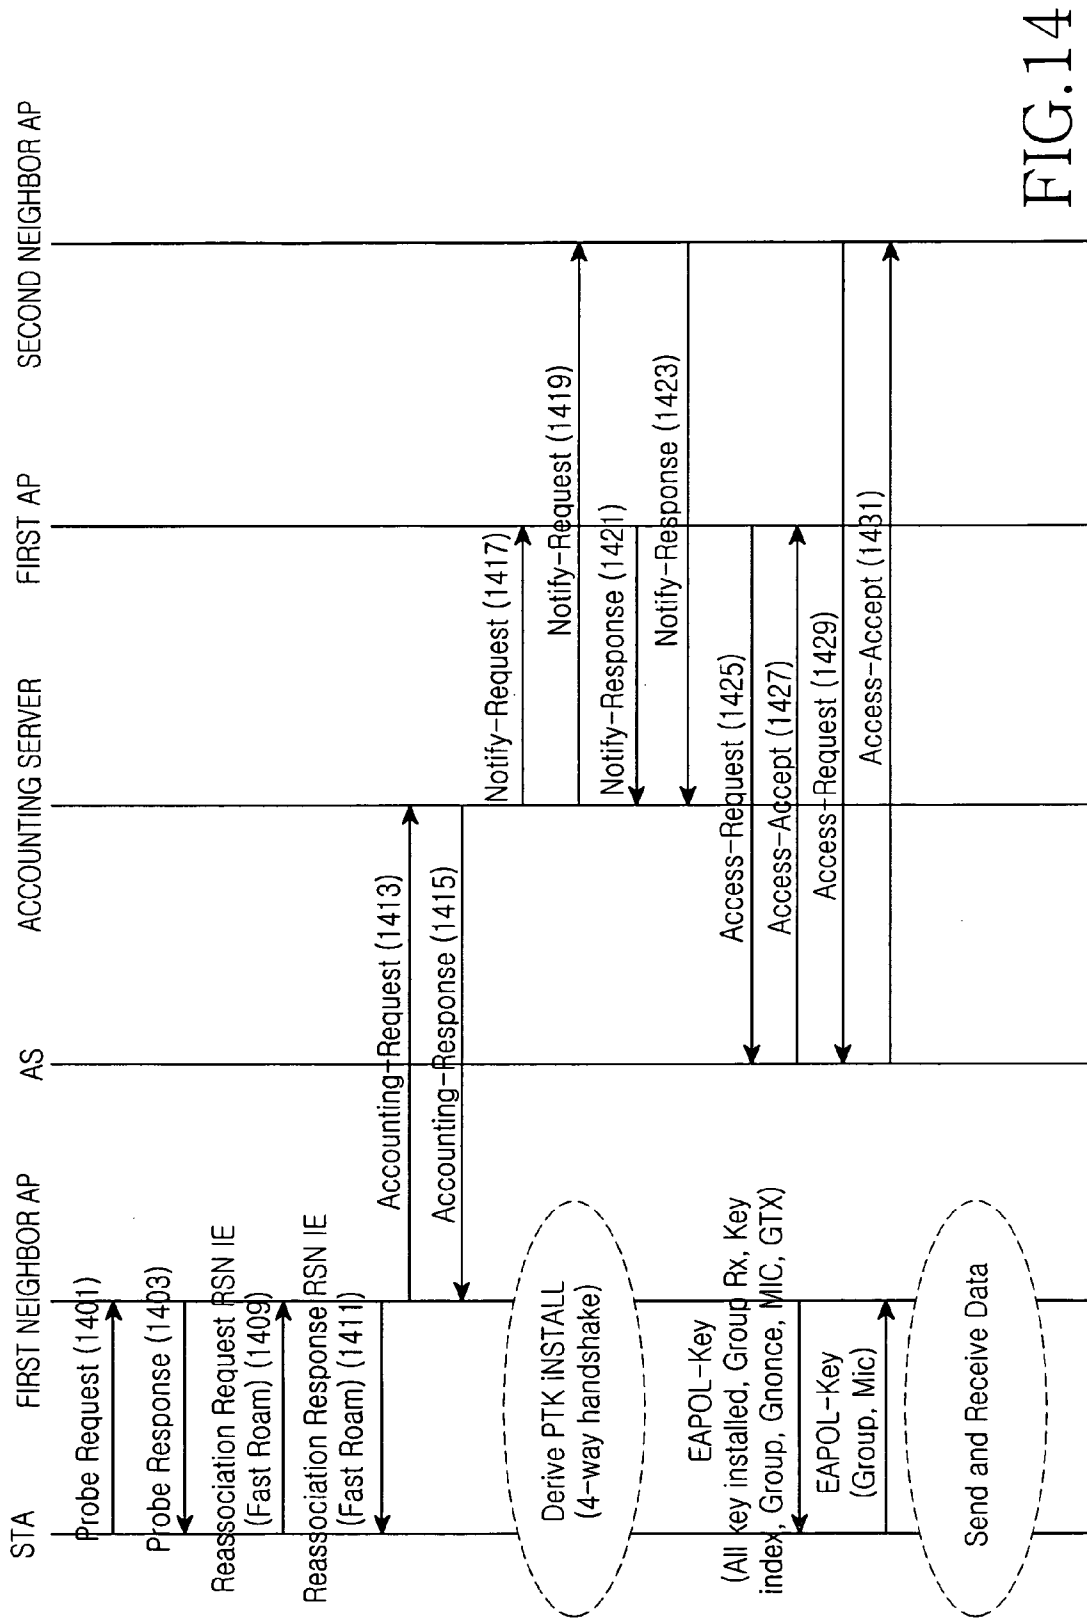 STA
FIRST NEIGHBOR AP
AS
ACCOUNTING SERVER
FIRST AP
SECOND NEIGHBOR AP
Probe Request (1401)
Probe Response (1403)
Reassociation Request RSN IE
(Fast Roam) (1409)
Reassociation Response RSN IE
(Fast Roam) (1411)
Accounting-Request (1413)
Accounting-Response (1415)
Notify-Request (1417)
Notify-Request (1419)
Notify-Response (1421)
Notify-Response (1423)
Derive PTK INSTALL
(4-way handshake)
Access-Request (1425)
Access-Accept (1427)
Access-Request (1429)
Access-Accept (1431)
EAPOL-Key
(All key installed, Group Rx, Key
index, Group, Gnonce, MIC, GTX)
EAPOL-Key
(Group, Mic)
Send and Receive Data
FIG.14